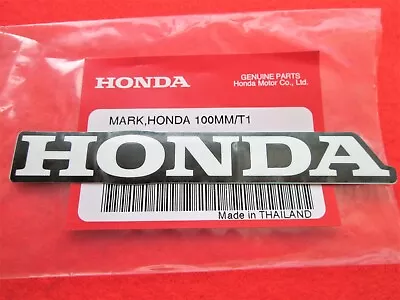 HONDA
GENUINE PARTS
Honda Motor Co., Ltd.
MARK,HONDA 100MM/T1
HONDA
Made in THAILAND